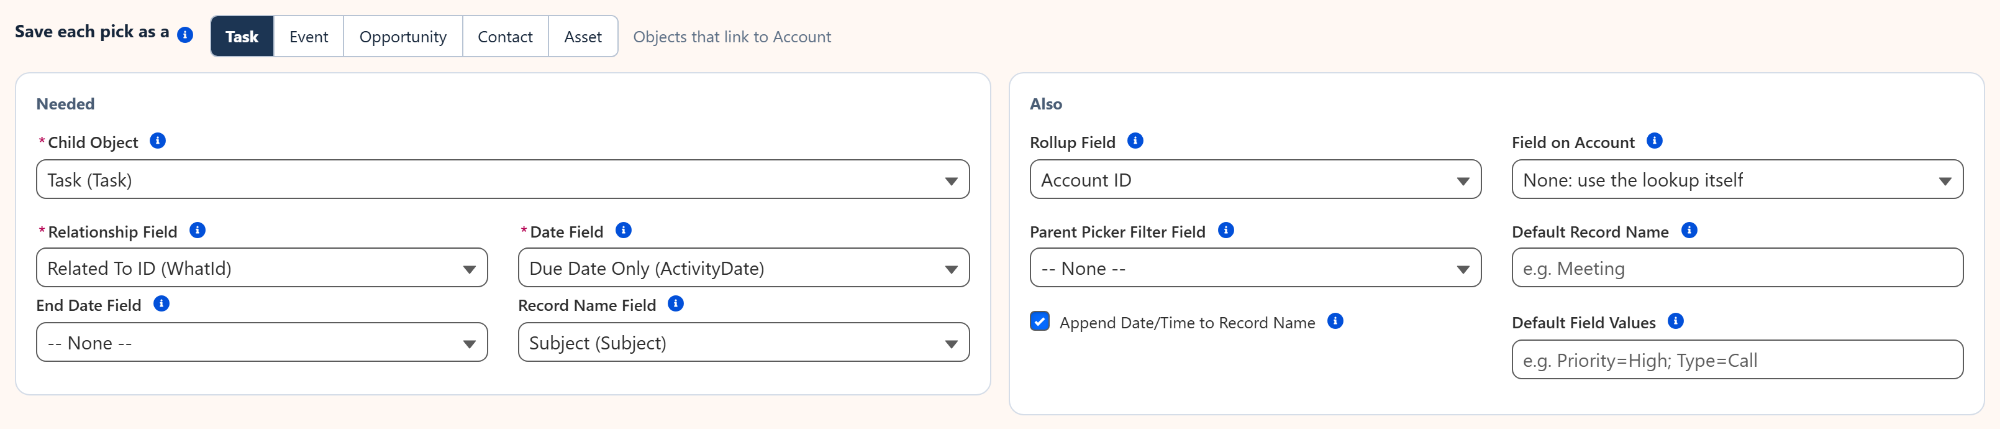 Save each pick as a
Task Event Opportunity Contact Asset Objects that link to Account
Needed
* Child Object
Task (Task)
* Relationship Field * Date Field
Related To ID (WhatId) Due Date Only (ActivityDate)
End Date Field Record Name Field
-- None -- Subject (Subject)
Also
Rollup Field Field on Account
Account ID None: use the lookup itself
Parent Picker Filter Field Default Record Name
-- None -- e.g. Meeting
Append Date/Time to Record Name Default Field Values
e.g. Priority=High; Type=Call